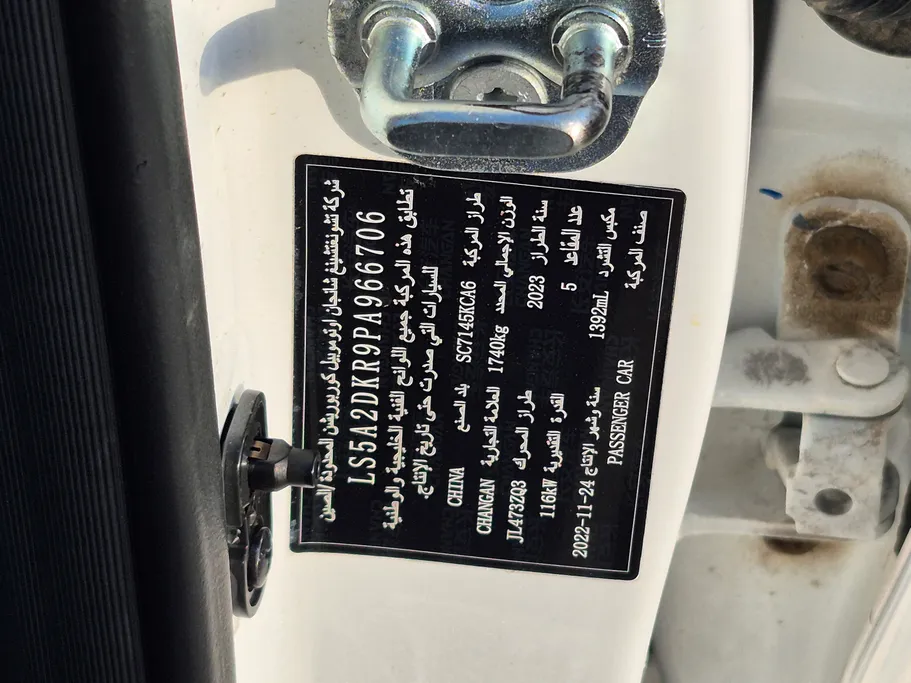 شركة تشونغتشينغ شانجان اوتوموبيل كوربوريشن المحدودة/الصين
LS5A2DKR9PA966706
تطابق هذه المركبة جميع اللوائح الفنية الخليجية والوطنية
للسيارات التي صدرت حتى تاريخ الإنتاج.
طراز المركبة SC7145KCA6 بلد الصنع CHINA
الوزن الإجمالي المحدد 1740kg العلامة التجارية CHANGAN
سنة الطراز 2023 طراز المحرك JL473ZQ3
عدد المقاعد 5 القدرة التقديرية 116kW
مكبس التشرد 1392mL سنة وشهر الإنتاج 2022-11-24
صنف المركبة PASSENGER CAR